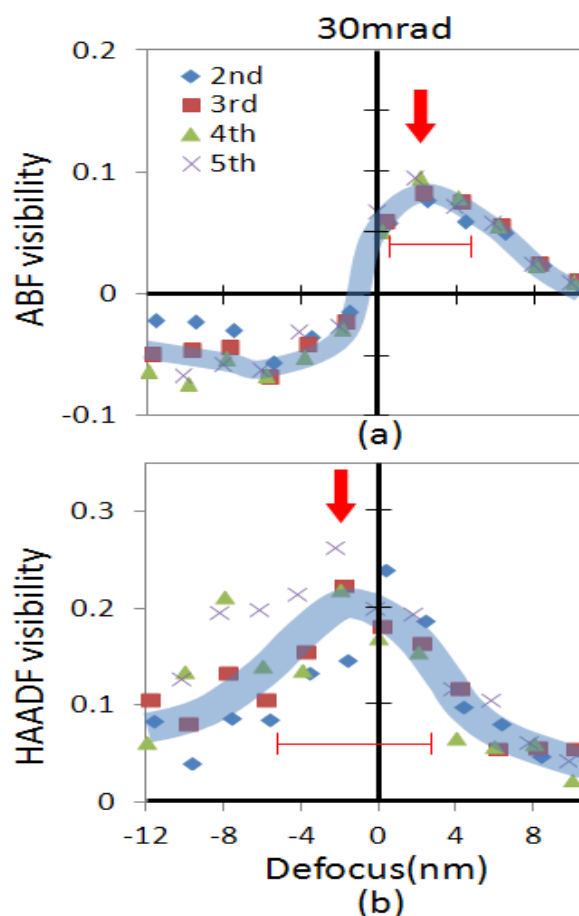 30mrad
0.2
2nd
3rd
4th
5th
0.1
0
-0.1
ABF visibility
(a)
0.3
0.2
0.1
0
HAADF visibility
-12 -8 -4 0 4 8
Defocus(nm)
(b)